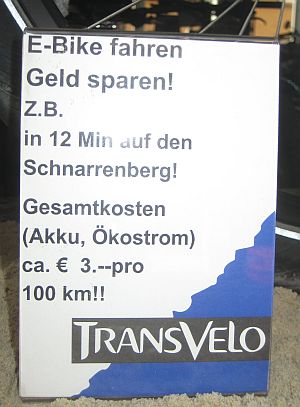 E-Bike fahren
Geld sparen!
Z.B.
in 12 Min auf den
Schnarrenberg!
Gesamtkosten
(Akku, Ökostrom)
ca. € 3.--pro
100 km!!
TRANSVELO